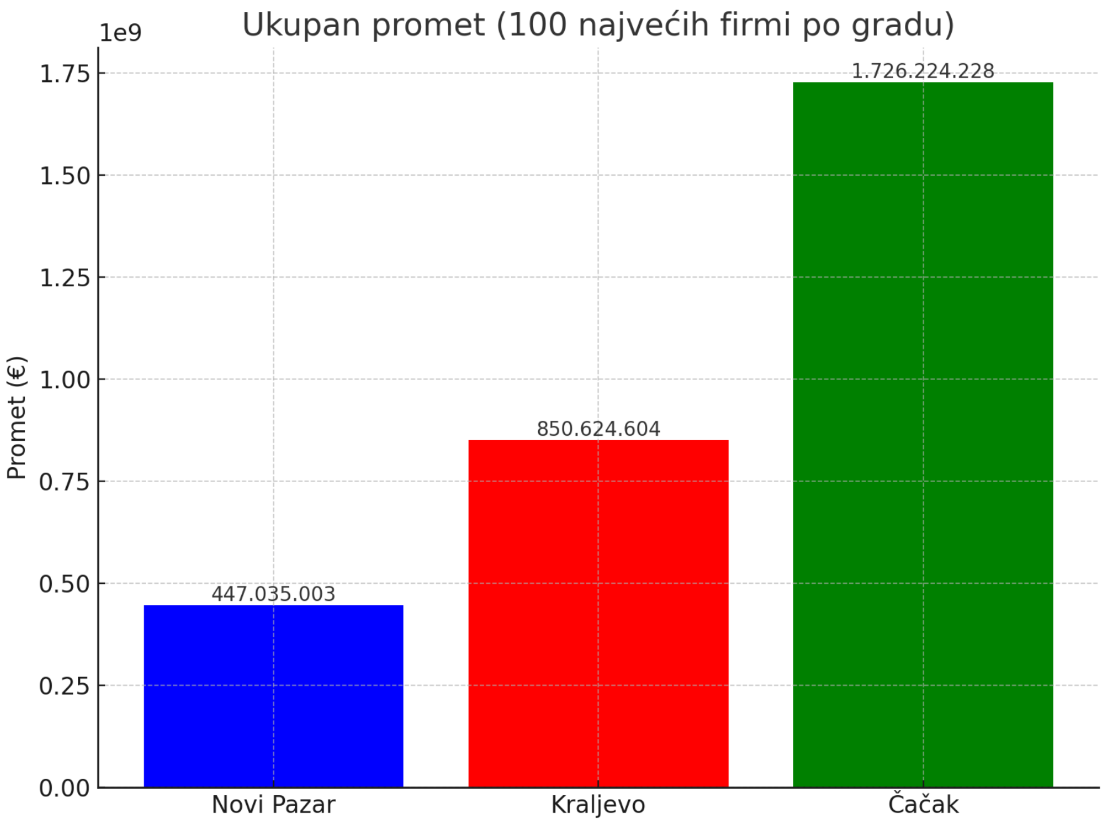 Ukupan promet (100 najvećih firmi po gradu)
1e9
1.75
1.50
1.25
1.00
0.75
0.50
0.25
0.00
Promet (€)
447.035.003
850.624.604
1.726.224.228
Novi Pazar
Kraljevo
Čačak